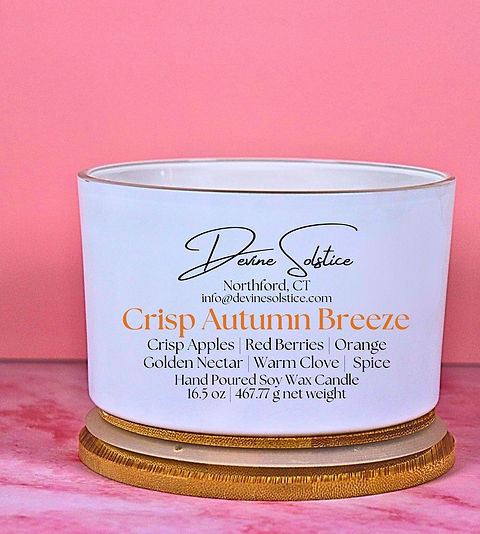 Devine Solstice
Northford, CT
info@devinesolstice.com
Crisp Autumn Breeze
Crisp Apples | Red Berries | Orange
Golden Nectar | Warm Clove | Spice
Hand Poured Soy Wax Candle
16.5 oz | 467.77 g net weight